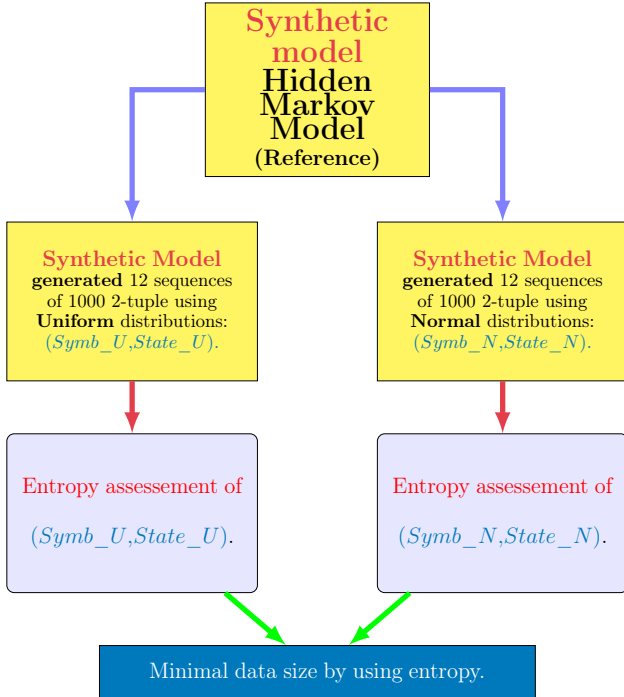 Synthetic
model
Hidden
Markov
Model
(Reference)
Synthetic Model
generated 12 sequences
of 1000 2-tuple using
Uniform distributions:
(Symb_U,State_U).
Synthetic Model
generated 12 sequences
of 1000 2-tuple using
Normal distributions:
(Symb_N,State_N).
Entropy assessement of
(Symb_U,State_U).
Entropy assessement of
(Symb_N,State_N).
Minimal data size by using entropy.